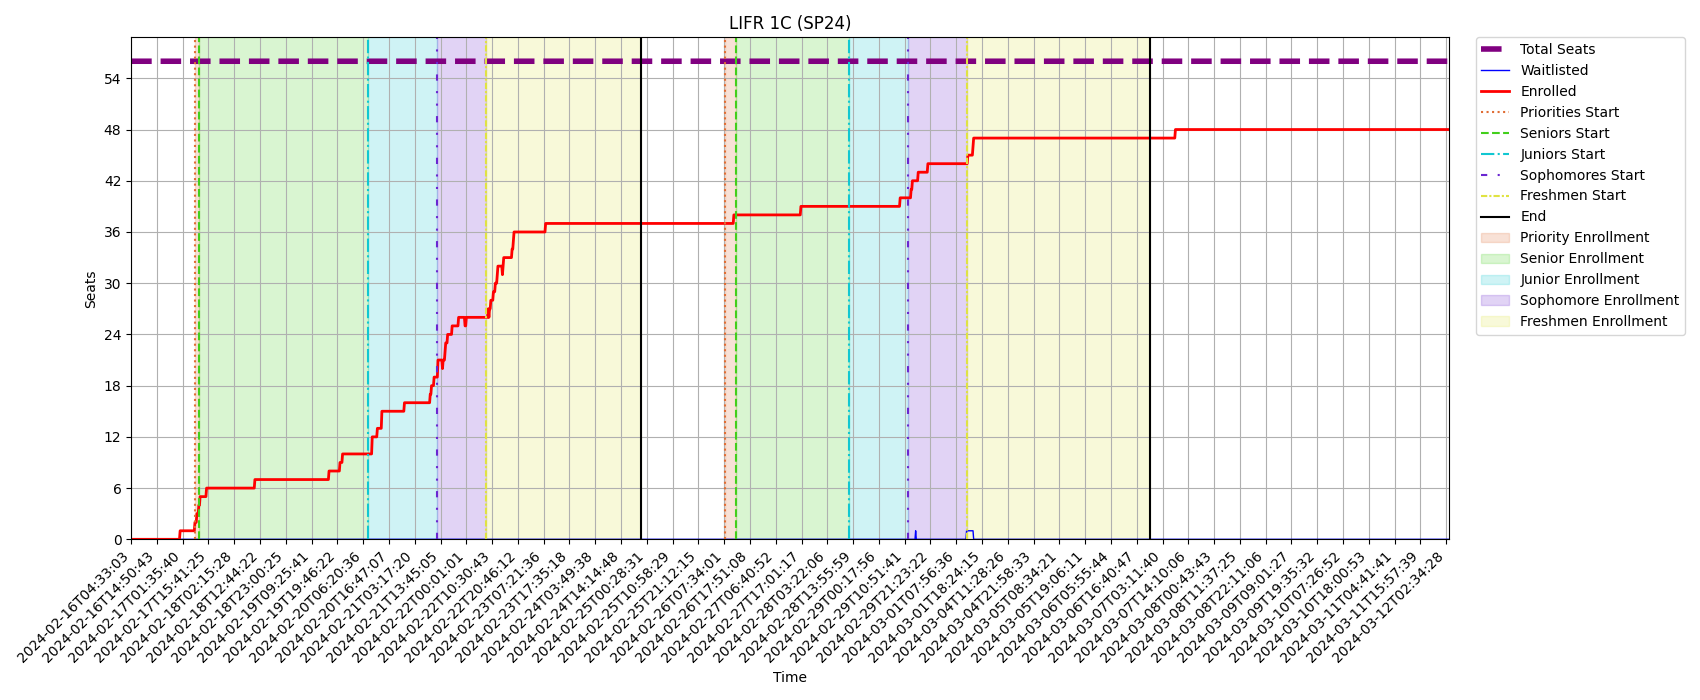 LIFR 1C (SP24)
Seats
54
48
42
36
30
24
18
12
6
0
2024-02-16T04:33:03
2024-02-16T14:50:43
2024-02-17T01:35:40
2024-02-17T15:41:25
2024-02-18T02:15:28
2024-02-18T12:44:22
2024-02-18T23:00:25
2024-02-19T09:25:41
2024-02-19T19:46:22
2024-02-20T06:20:36
2024-02-20T16:47:07
2024-02-21T03:17:20
2024-02-21T13:45:05
2024-02-22T00:01:01
2024-02-22T10:30:43
2024-02-22T20:46:12
2024-02-23T07:21:36
2024-02-23T17:35:18
2024-02-24T03:49:38
2024-02-24T14:14:48
2024-02-25T00:28:31
2024-02-25T10:58:29
2024-02-25T21:12:15
2024-02-26T07:34:01
2024-02-26T17:51:08
2024-02-27T06:40:52
2024-02-27T17:01:17
2024-02-28T03:22:06
2024-02-28T13:55:59
2024-02-29T00:17:56
2024-02-29T10:51:41
2024-02-29T21:23:22
2024-03-01T07:56:36
2024-03-01T18:24:15
2024-03-04T11:28:26
2024-03-04T21:58:33
2024-03-05T08:34:21
2024-03-05T19:06:11
2024-03-06T05:55:44
2024-03-06T16:40:47
2024-03-07T03:11:40
2024-03-07T14:10:06
2024-03-08T00:43:43
2024-03-08T11:37:25
2024-03-08T22:11:06
2024-03-09T09:01:27
2024-03-09T19:35:32
2024-03-10T07:26:52
2024-03-10T18:00:53
2024-03-11T04:41:41
2024-03-11T15:57:39
2024-03-12T02:34:28
Time
Total Seats
Waitlisted
Enrolled
Priorities Start
Seniors Start
Juniors Start
Sophomores Start
Freshmen Start
End
Priority Enrollment
Senior Enrollment
Junior Enrollment
Sophomore Enrollment
Freshmen Enrollment